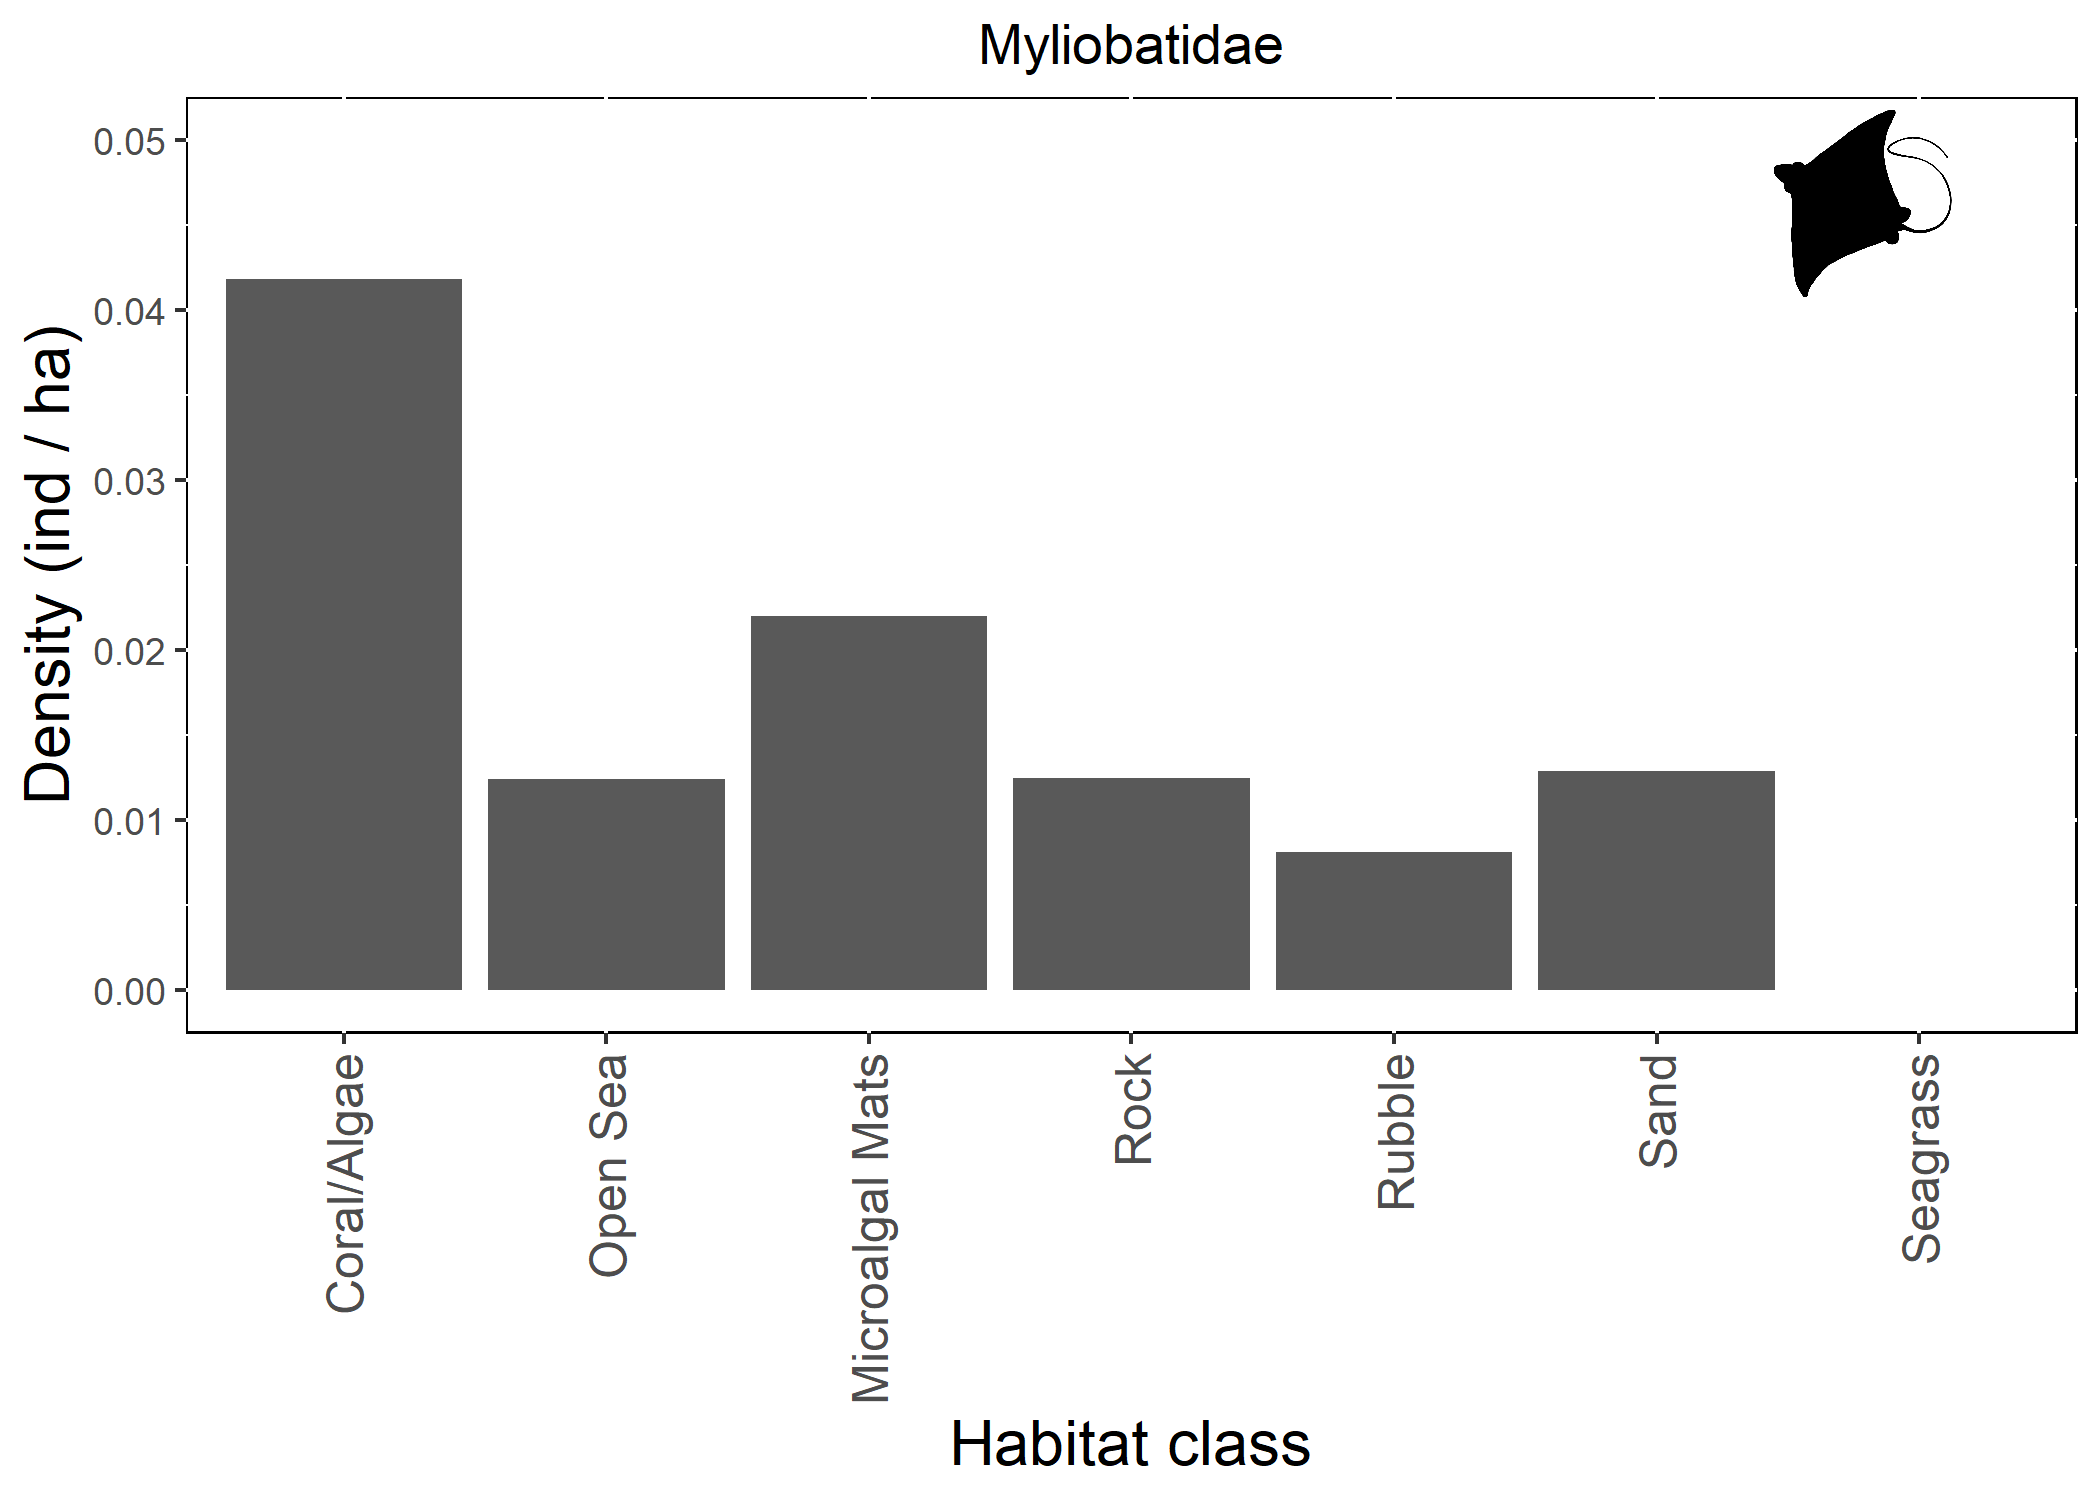 Myliobatidae
Density (ind / ha)
0.05
0.04
0.03
0.02
0.01
0.00
Coral/Algae
Open Sea
Microalgal Mats
Rock
Rubble
Sand
Seagrass
Habitat class